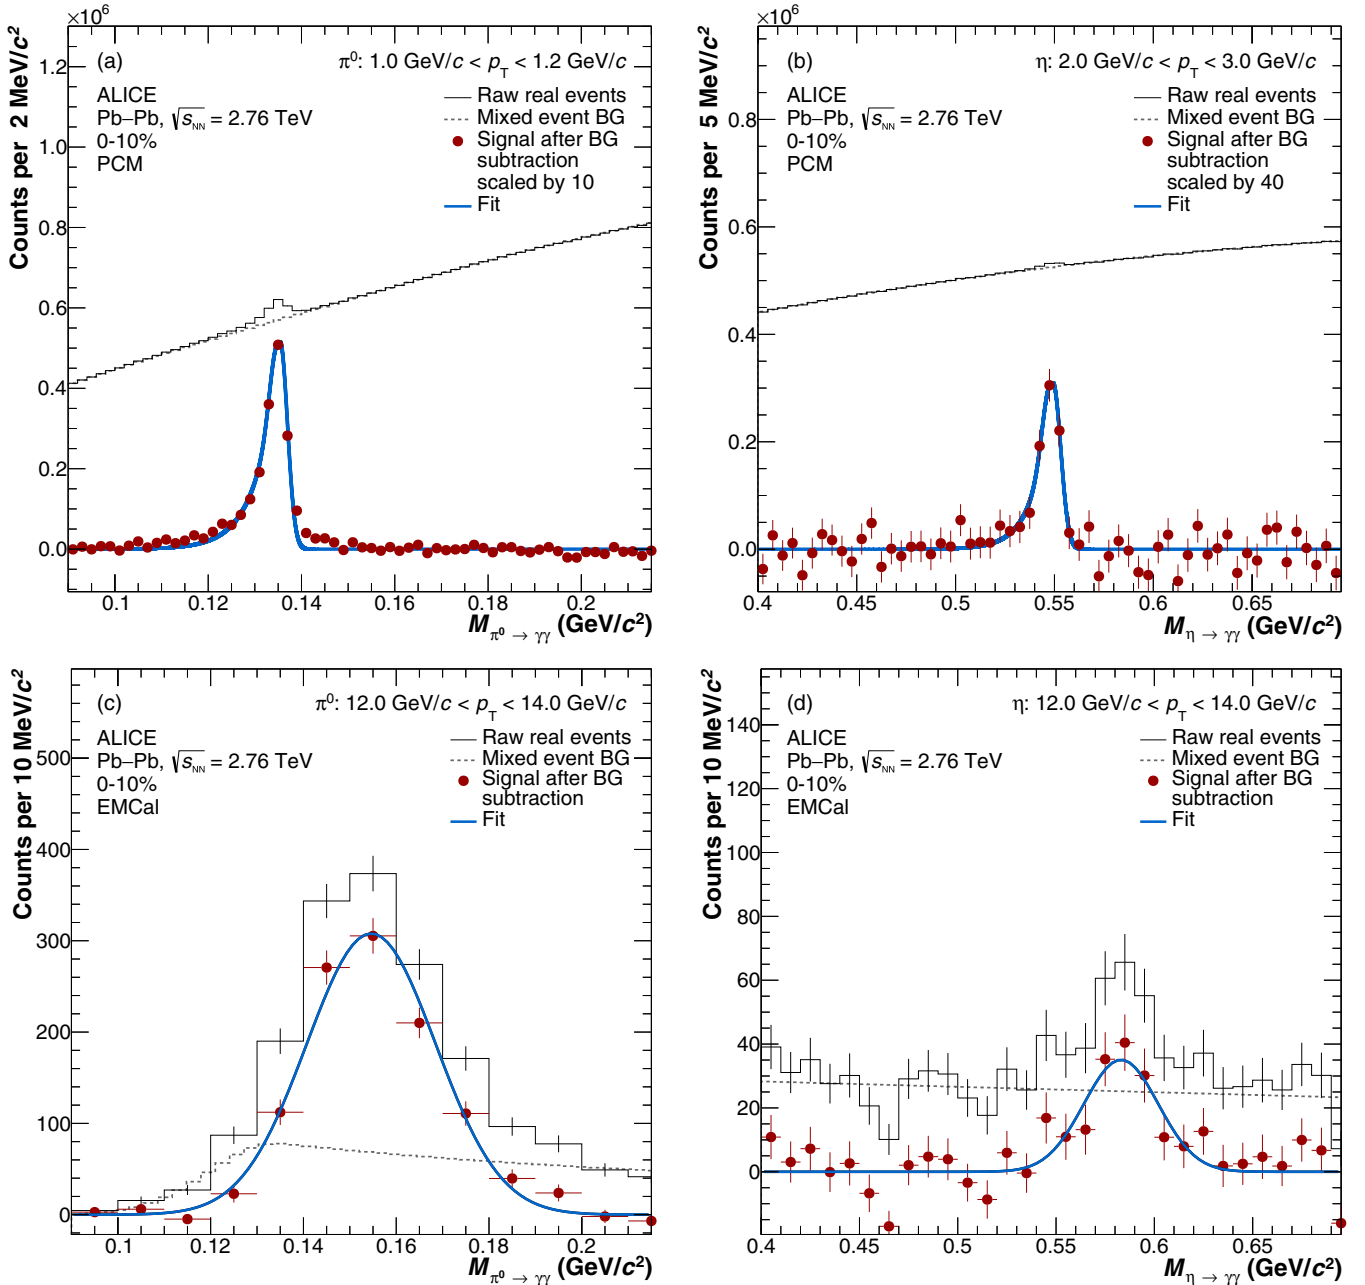 ×10⁶
(a)
π⁰: 1.0 GeV/c < p_T < 1.2 GeV/c
ALICE
Pb–Pb, √s_NN = 2.76 TeV
0-10%
PCM
Raw real events
Mixed event BG
Signal after BG
subtraction
scaled by 10
Fit
Counts per 2 MeV/c²
1.2
1.0
0.8
0.6
0.4
0.2
0.0
0.1
0.12
0.14
0.16
0.18
0.2
M_π⁰ → γγ (GeV/c²)
×10⁶
(b)
η: 2.0 GeV/c < p_T < 3.0 GeV/c
ALICE
Pb–Pb, √s_NN = 2.76 TeV
0-10%
PCM
Raw real events
Mixed event BG
Signal after BG
subtraction
scaled by 40
Fit
Counts per 5 MeV/c²
0.8
0.6
0.4
0.2
0.0
0.4
0.45
0.5
0.55
0.6
0.65
M_η → γγ (GeV/c²)
(c)
π⁰: 12.0 GeV/c < p_T < 14.0 GeV/c
ALICE
Pb–Pb, √s_NN = 2.76 TeV
0-10%
EMCal
Raw real events
Mixed event BG
Signal after BG
subtraction
Fit
Counts per 10 MeV/c²
500
400
300
200
100
0
0.1
0.12
0.14
0.16
0.18
0.2
M_π⁰ → γγ (GeV/c²)
(d)
η: 12.0 GeV/c < p_T < 14.0 GeV/c
ALICE
Pb–Pb, √s_NN = 2.76 TeV
0-10%
EMCal
Raw real events
Mixed event BG
Signal after BG
subtraction
Fit
Counts per 10 MeV/c²
140
120
100
80
60
40
20
0
0.4
0.45
0.5
0.55
0.6
0.65
M_η → γγ (GeV/c²)